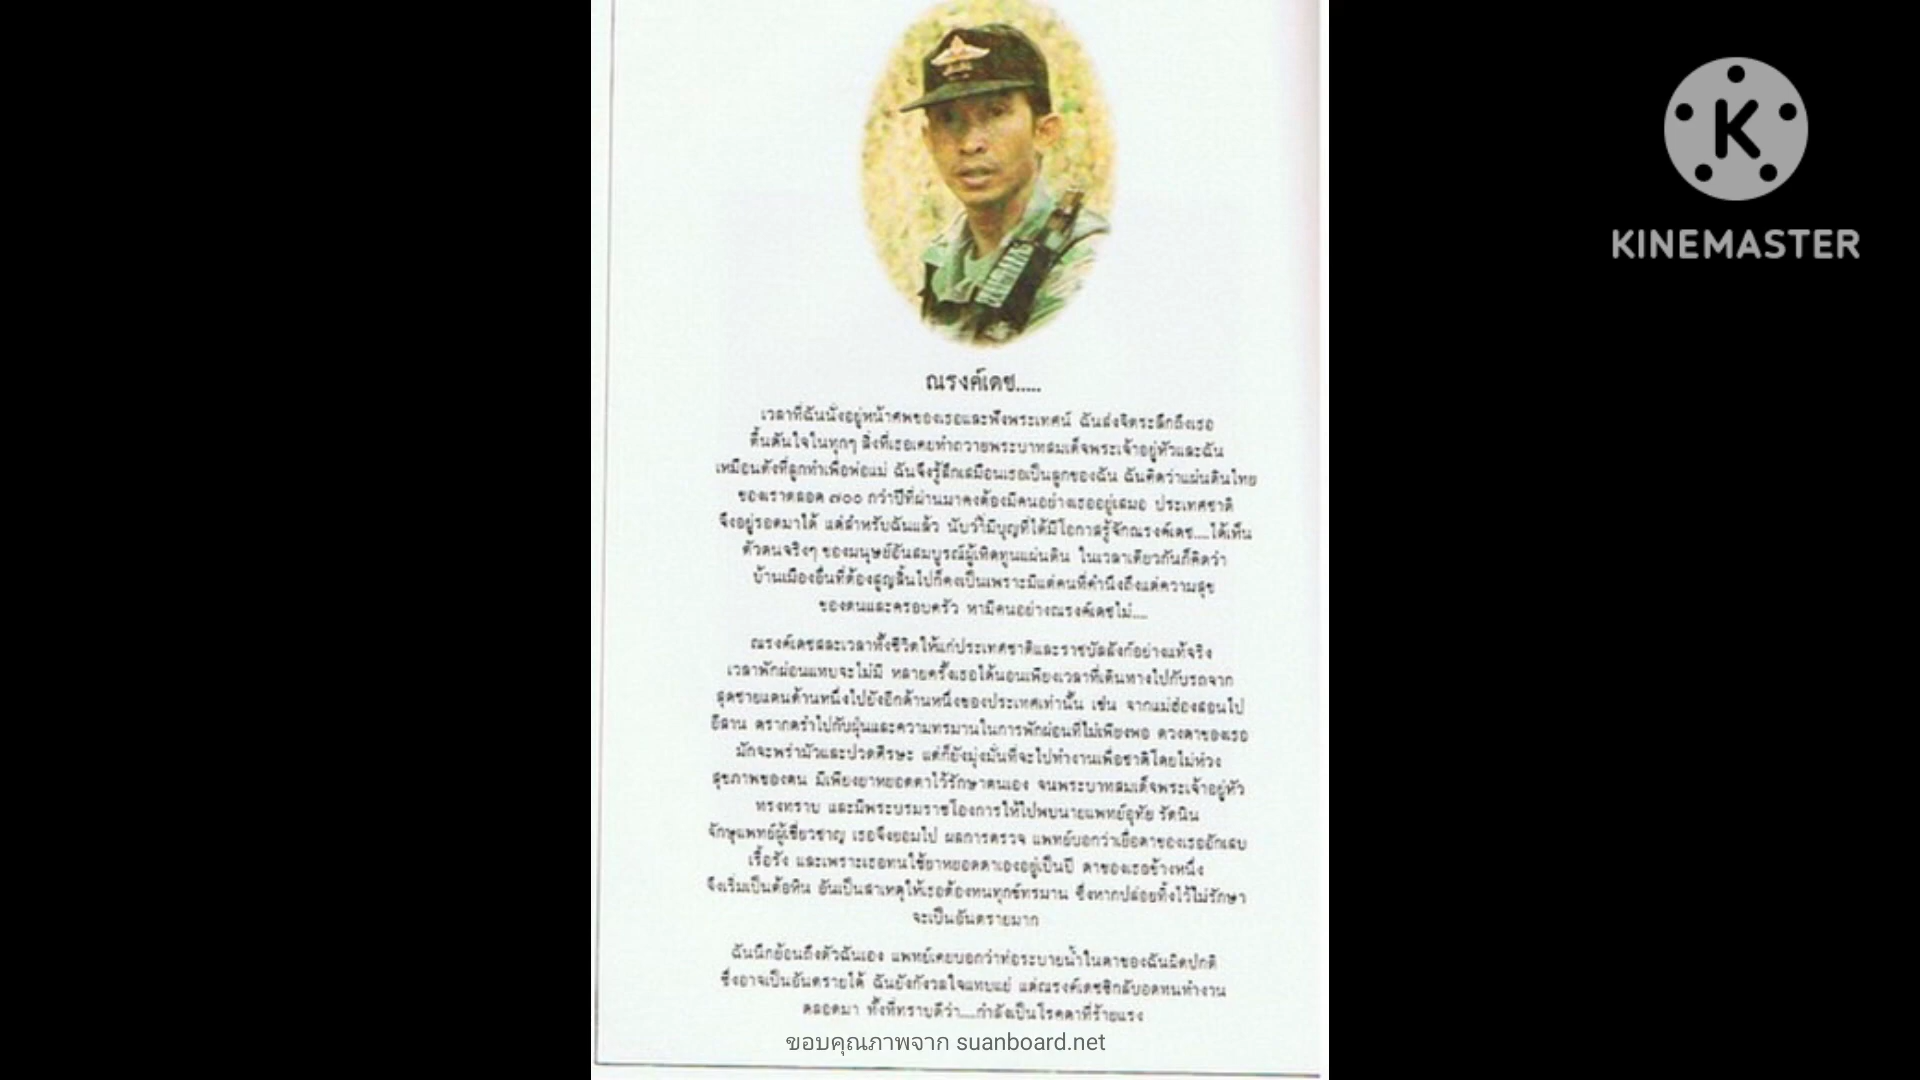 KINEMASTER
ณรงค์เดช.....
เวลาที่ฉันนั่งอยู่หน้าศพของเธอและฟังพระเทศน์ ฉันส่งจิตระลึกถึงเธอ
ตื้นตันใจในทุกๆ สิ่งที่เธอเคยทำถวายพระบาทสมเด็จพระเจ้าอยู่หัวและฉัน
เหมือนดังที่ลูกทำเพื่อพ่อแม่ ฉันจึงรู้สึกเสมือนเธอเป็นลูกของฉัน ฉันคิดว่าแผ่นดินไทย
ของเราตลอด ๗๐๐ กว่าปีที่ผ่านมาคงต้องมีคนอย่างเธออยู่เสมอ ประเทศชาติ
จึงอยู่รอดมาได้ แต่สำหรับฉันแล้ว นับว่ามีบุญที่ได้มีโอกาสรู้จักณรงค์เดช....ได้เห็น
ตัวตนจริงๆ ของมนุษย์อันสมบูรณ์ผู้เทิดทูนแผ่นดิน ในเวลาเดียวกันก็คิดว่า
บ้านเมืองอื่นที่ต้องสูญสิ้นไปก็คงเป็นเพราะมีแต่คนที่คำนึงถึงแต่ความสุข
ของตนและครอบครัว หามีคนอย่างณรงค์เดชไม่....
ณรงค์เดชสละเวลาทั้งชีวิตให้แก่ประเทศชาติและราชบัลลังก์อย่างแท้จริง
เวลาพักผ่อนแทบจะไม่มี หลายครั้งเธอได้นอนเพียงเวลาที่เดินทางไปกับรถจาก
สุดชายแดนด้านหนึ่งไปยังอีกด้านหนึ่งของประเทศเท่านั้น เช่น จากแม่ฮ่องสอนไป
อีสาน ตรากตรำไปกับฝุ่นและความทรมานในการพักผ่อนที่ไม่เพียงพอ ดวงตาของเธอ
มักจะพร่ามัวและปวดศีรษะ แต่ก็ยังมุ่งมั่นที่จะไปทำงานเพื่อชาติโดยไม่ห่วง
สุขภาพของตน มีเพียงยาหยอดตาไว้รักษาตนเอง จนพระบาทสมเด็จพระเจ้าอยู่หัว
ทรงทราบ และมีพระบรมราชโองการให้ไปพบนายแพทย์อุทัย รัตนิน
จักษุแพทย์ผู้เชี่ยวชาญ เธอจึงยอมไป ผลการตรวจ แพทย์บอกว่าเยื่อตาของเธออักเสบ
เรื้อรัง และเพราะเธอทนใช้ยาหยอดตาเองอยู่เป็นปี ตาของเธอข้างหนึ่ง
จึงเริ่มเป็นต้อหิน อันเป็นสาเหตุให้เธอต้องทนทุกข์ทรมาน ซึ่งหากปล่อยทิ้งไว้ไม่รักษา
จะเป็นอันตรายมาก
ฉันนึกย้อนถึงตัวฉันเอง แพทย์เคยบอกว่าท่อระบายน้ำในตาของฉันผิดปกติ
ซึ่งอาจเป็นอันตรายได้ ฉันยังกังวลใจแทบแย่ แต่ณรงค์เดชซิกลับอดทนทำงาน
ตลอดมา ทั้งที่ทราบดีว่า....กำลังเป็นโรคตาที่ร้ายแรง
ขอบคุณภาพจาก suanboard.net